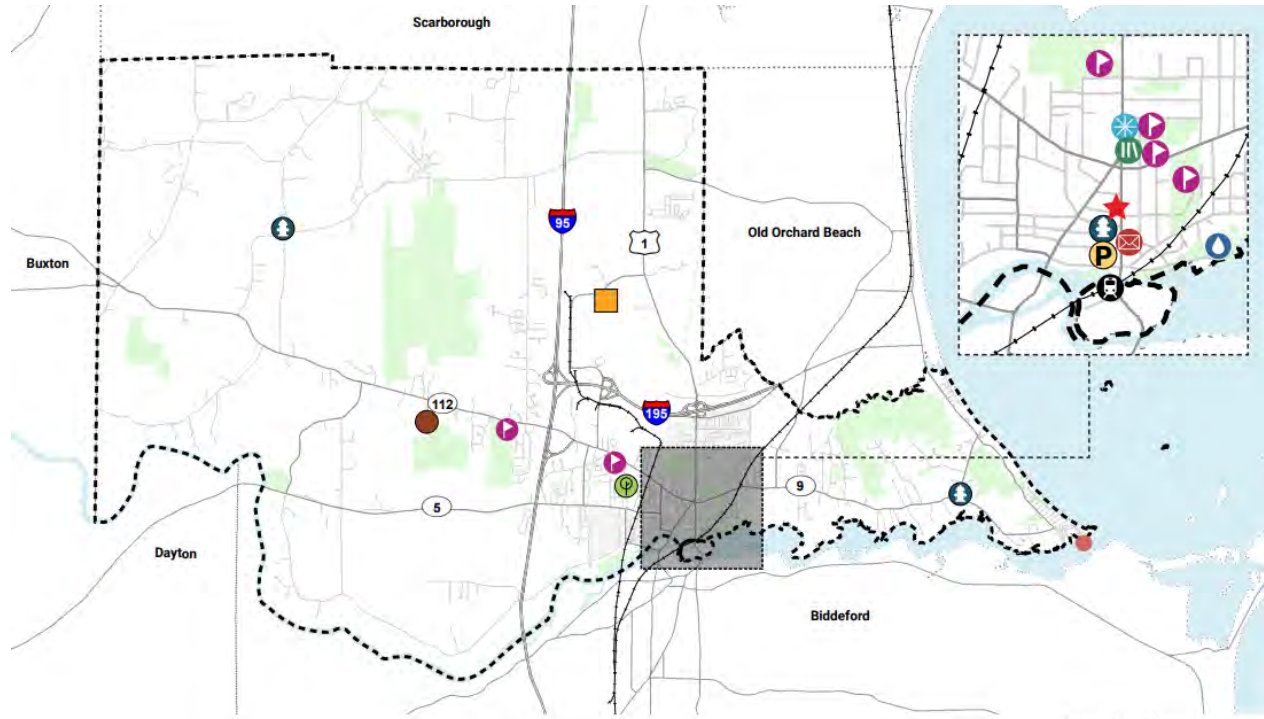 Scarborough
95
1
Old Orchard Beach
Buxton
P
112
195
9
5
Dayton
Biddeford